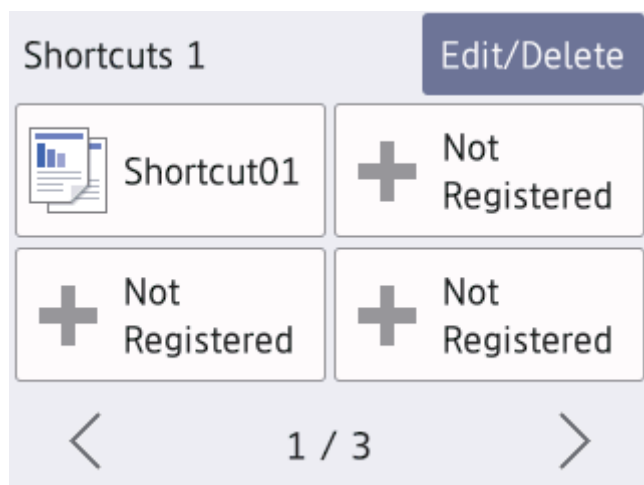 Shortcuts 1
Edit/Delete
Shortcut01
Not
Registered
Not
Registered
Not
Registered
1 / 3